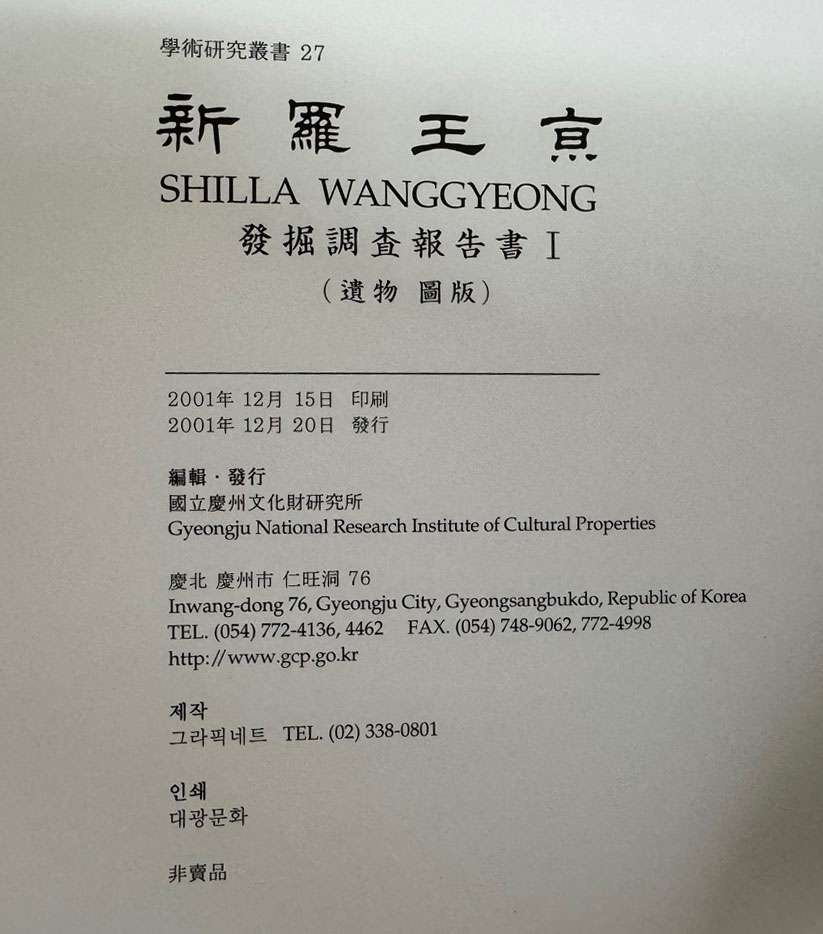 學術研究叢書 27
新羅王京
SHILLA WANGGYEONG
發掘調査報告書 I
(遺物 圖版)
2001年 12月 15日 印刷
2001年 12月 20日 發行
編輯·發行
國立慶州文化財研究所
Gyeongju National Research Institute of Cultural Properties
慶北 慶州市 仁旺洞 76
Inwang-dong 76, Gyeongju City, Gyeongsangbukdo, Republic of Korea
TEL. (054) 772-4136, 4462 FAX. (054) 748-9062, 772-4998
http://www.gcp.go.kr
제작
그라픽네트 TEL. (02) 338-0801
인쇄
대광문화
非賣品